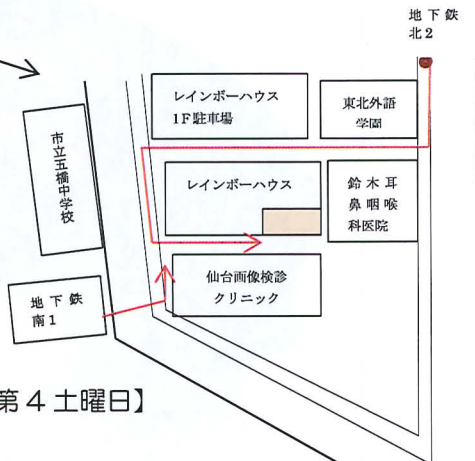 地下鉄
北2
レインボーハウス
1F駐車場
東北外語
学園
市立五橋中学校
レインボーハウス
鈴木耳
鼻咽喉
科医院
仙台画像検診
クリニック
地下鉄
南1
第4土曜日】